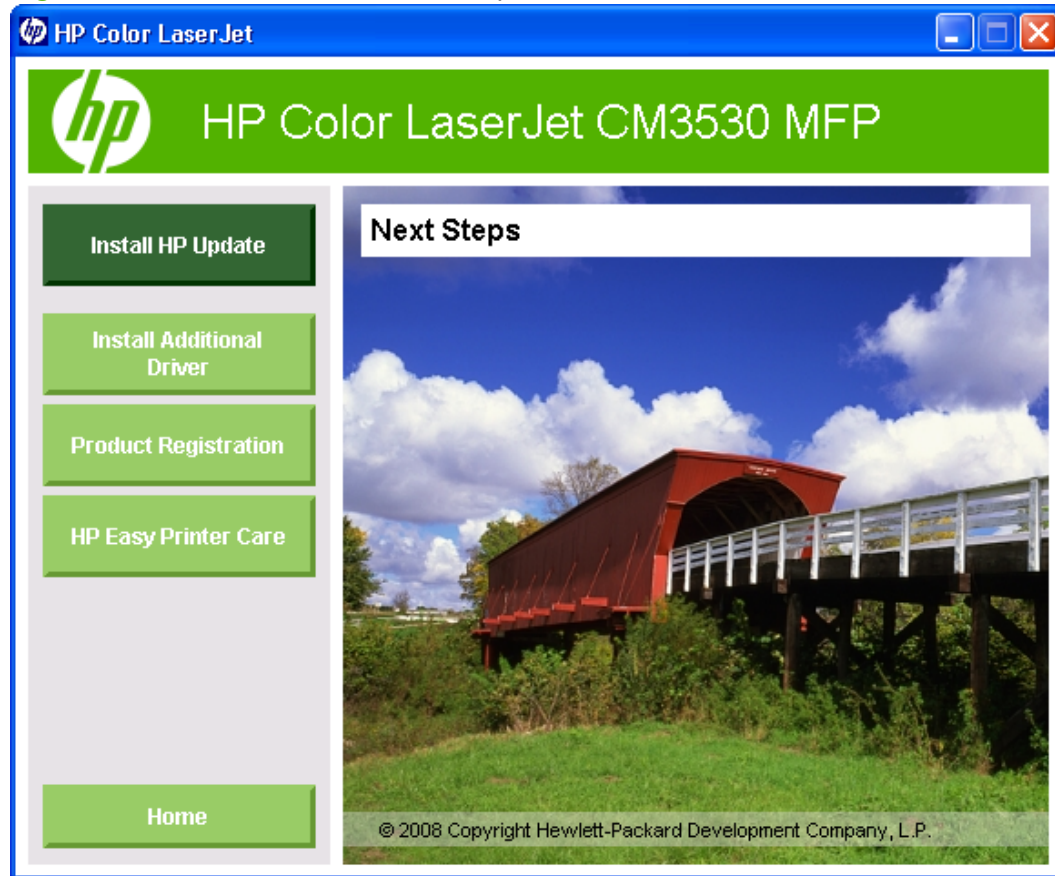 HP Color LaserJet
hp
HP Color LaserJet CM3530 MFP
Install HP Update
Install Additional
Driver
Product Registration
HP Easy Printer Care
Home
Next Steps
© 2008 Copyright Hewlett-Packard Development Company, L.P.